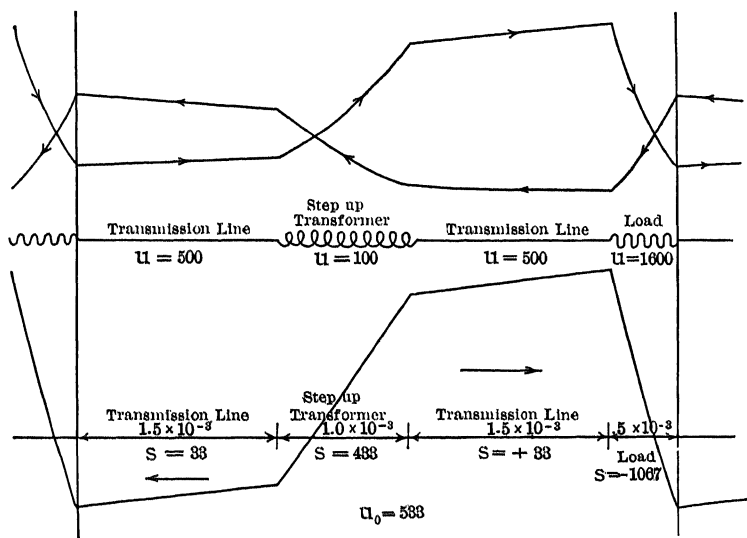 Step up
Transmission Line Transformer Transmission Line Load
u = 500 u = 100 u = 500 u = 1600
Step up
Transmission Line Transformer Transmission Line
1.5 × 10⁻³ 1.0 × 10⁻³ 1.5 × 10⁻³ .5 × 10⁻³
S = 33 S = 433 S = + 33 Load
S = -1067
u₀ = 533